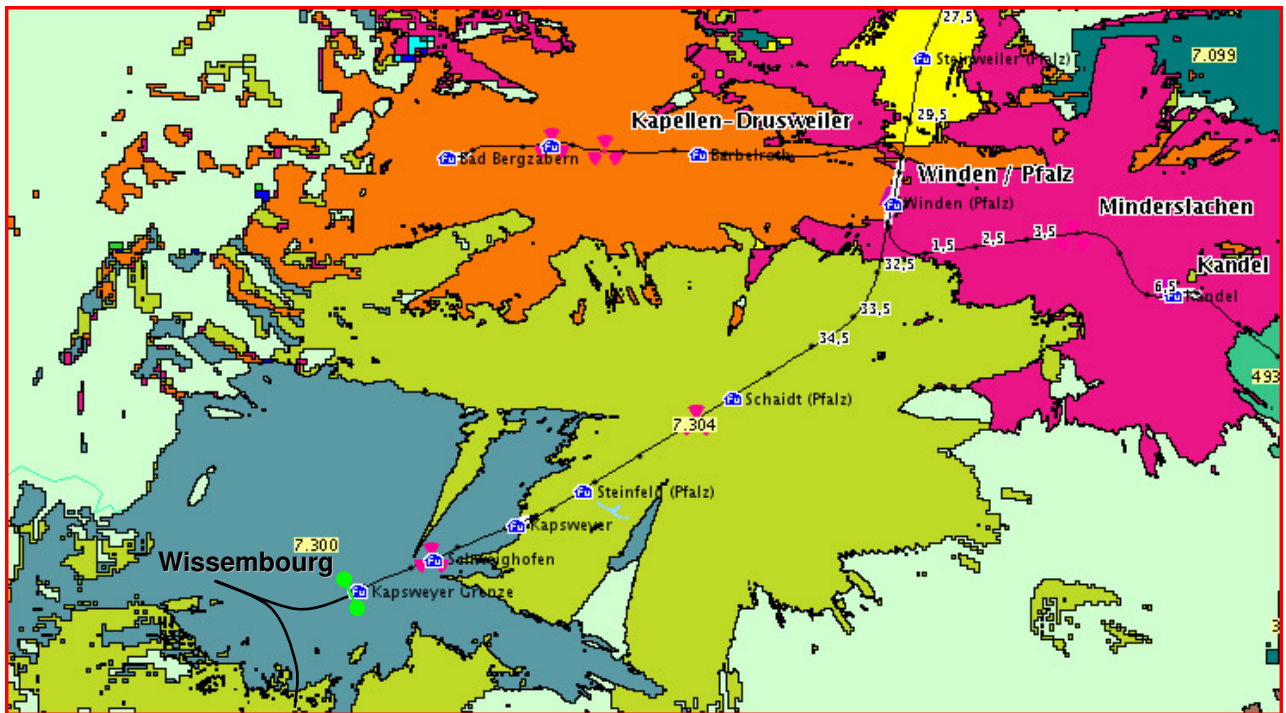 27,5
7.099
Steinweiler (Pfalz)
29,5
Kapellen-Drusweiler
Bad Bergzabern
Barbelroth
Winden / Pfalz
Winden (Pfalz)
Minderslachen
1,5
2,5
3,5
32,5
Kandel
6,5
Kandel
33,5
34,5
493
Schaidt (Pfalz)
7.304
Steinfeld (Pfalz)
Kapsweyer
7.300
Wissembourg
Schweighofen
Kapsweyer Grenze
3